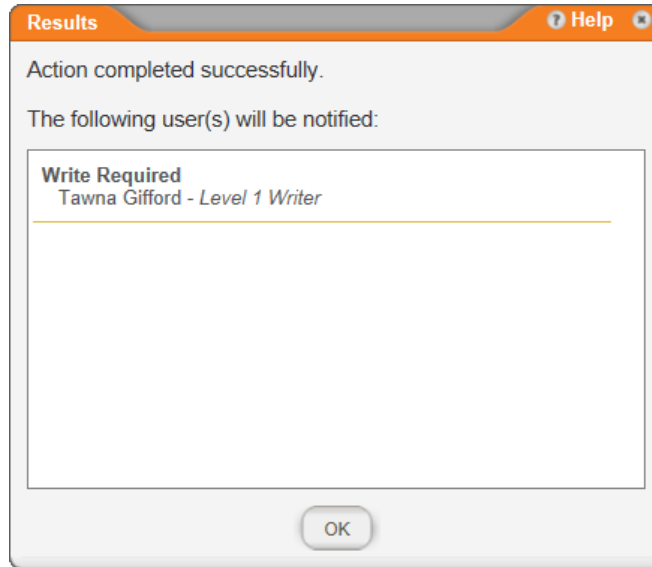 Results
Help
Action completed successfully.
The following user(s) will be notified:
Write Required
Tawna Gifford - Level 1 Writer
OK